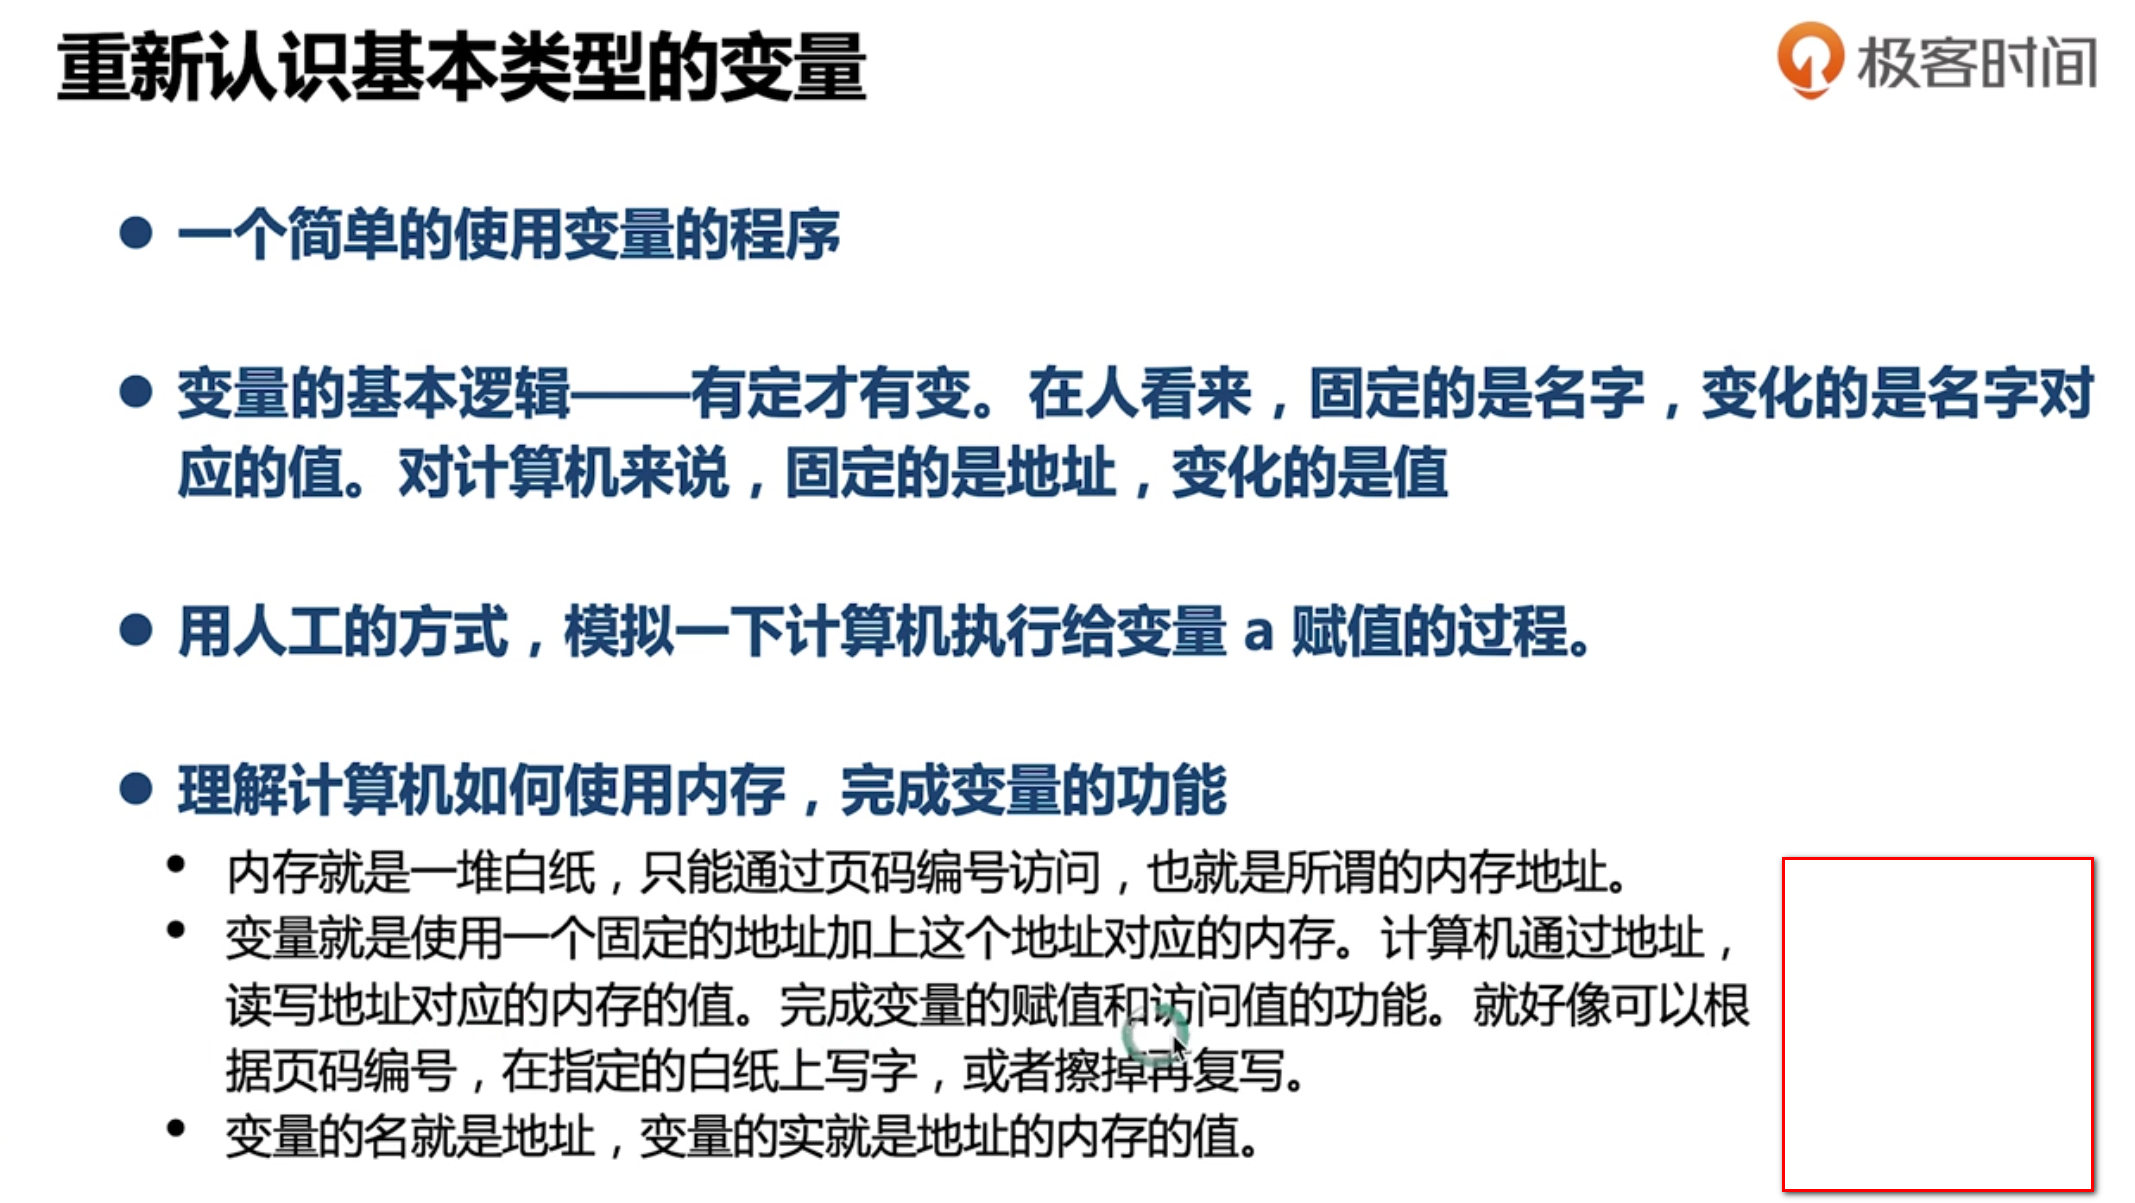 重新认识基本类型的变量
极客时间
一个简单的使用变量的程序
变量的基本逻辑——有定才有变。在人看来，固定的是名字，变化的是名字对
应的值。对计算机来说，固定的是地址，变化的是值
用人工的方式，模拟一下计算机执行给变量 a 赋值的过程。
理解计算机如何使用内存，完成变量的功能
内存就是一堆白纸，只能通过页码编号访问，也就是所谓的内存地址。
变量就是使用一个固定的地址加上这个地址对应的内存。计算机通过地址，
读写地址对应的内存的值。完成变量的赋值和访问值的功能。就好像可以根
据页码编号，在指定的白纸上写字，或者擦掉再复写。
变量的名就是地址，变量的实就是地址的内存的值。